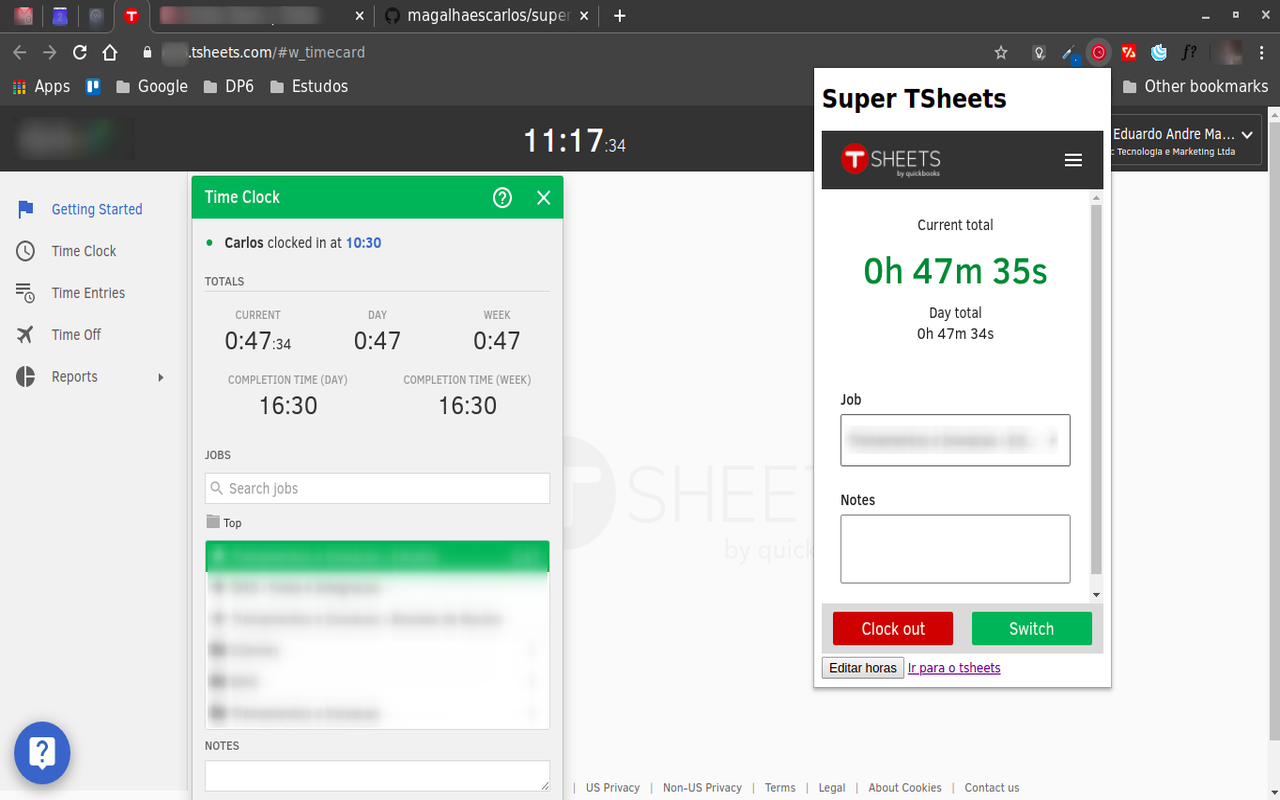 magalhaescarlos/super
.tsheets.com/#w_timecard
Apps
Google
DP6
Estudos
Other bookmarks
11:17:34
Eduardo Andre Ma...
c Tecnologia e Marketing Ltda
Getting Started
Time Clock
Time Entries
Time Off
Reports
Time Clock
Carlos clocked in at 10:30
TOTALS
CURRENT DAY WEEK
0:47:34 0:47 0:47
COMPLETION TIME (DAY) COMPLETION TIME (WEEK)
16:30 16:30
JOBS
Search jobs
Top
NOTES
T SHEETS
by quickb
Super TSheets
T SHEETS
by quickbooks
Current total
0h 47m 35s
Day total
0h 47m 34s
Job
Notes
Clock out
Switch
Editar horas
Ir para o tsheets
US Privacy | Non-US Privacy | Terms | Legal | About Cookies | Contact us